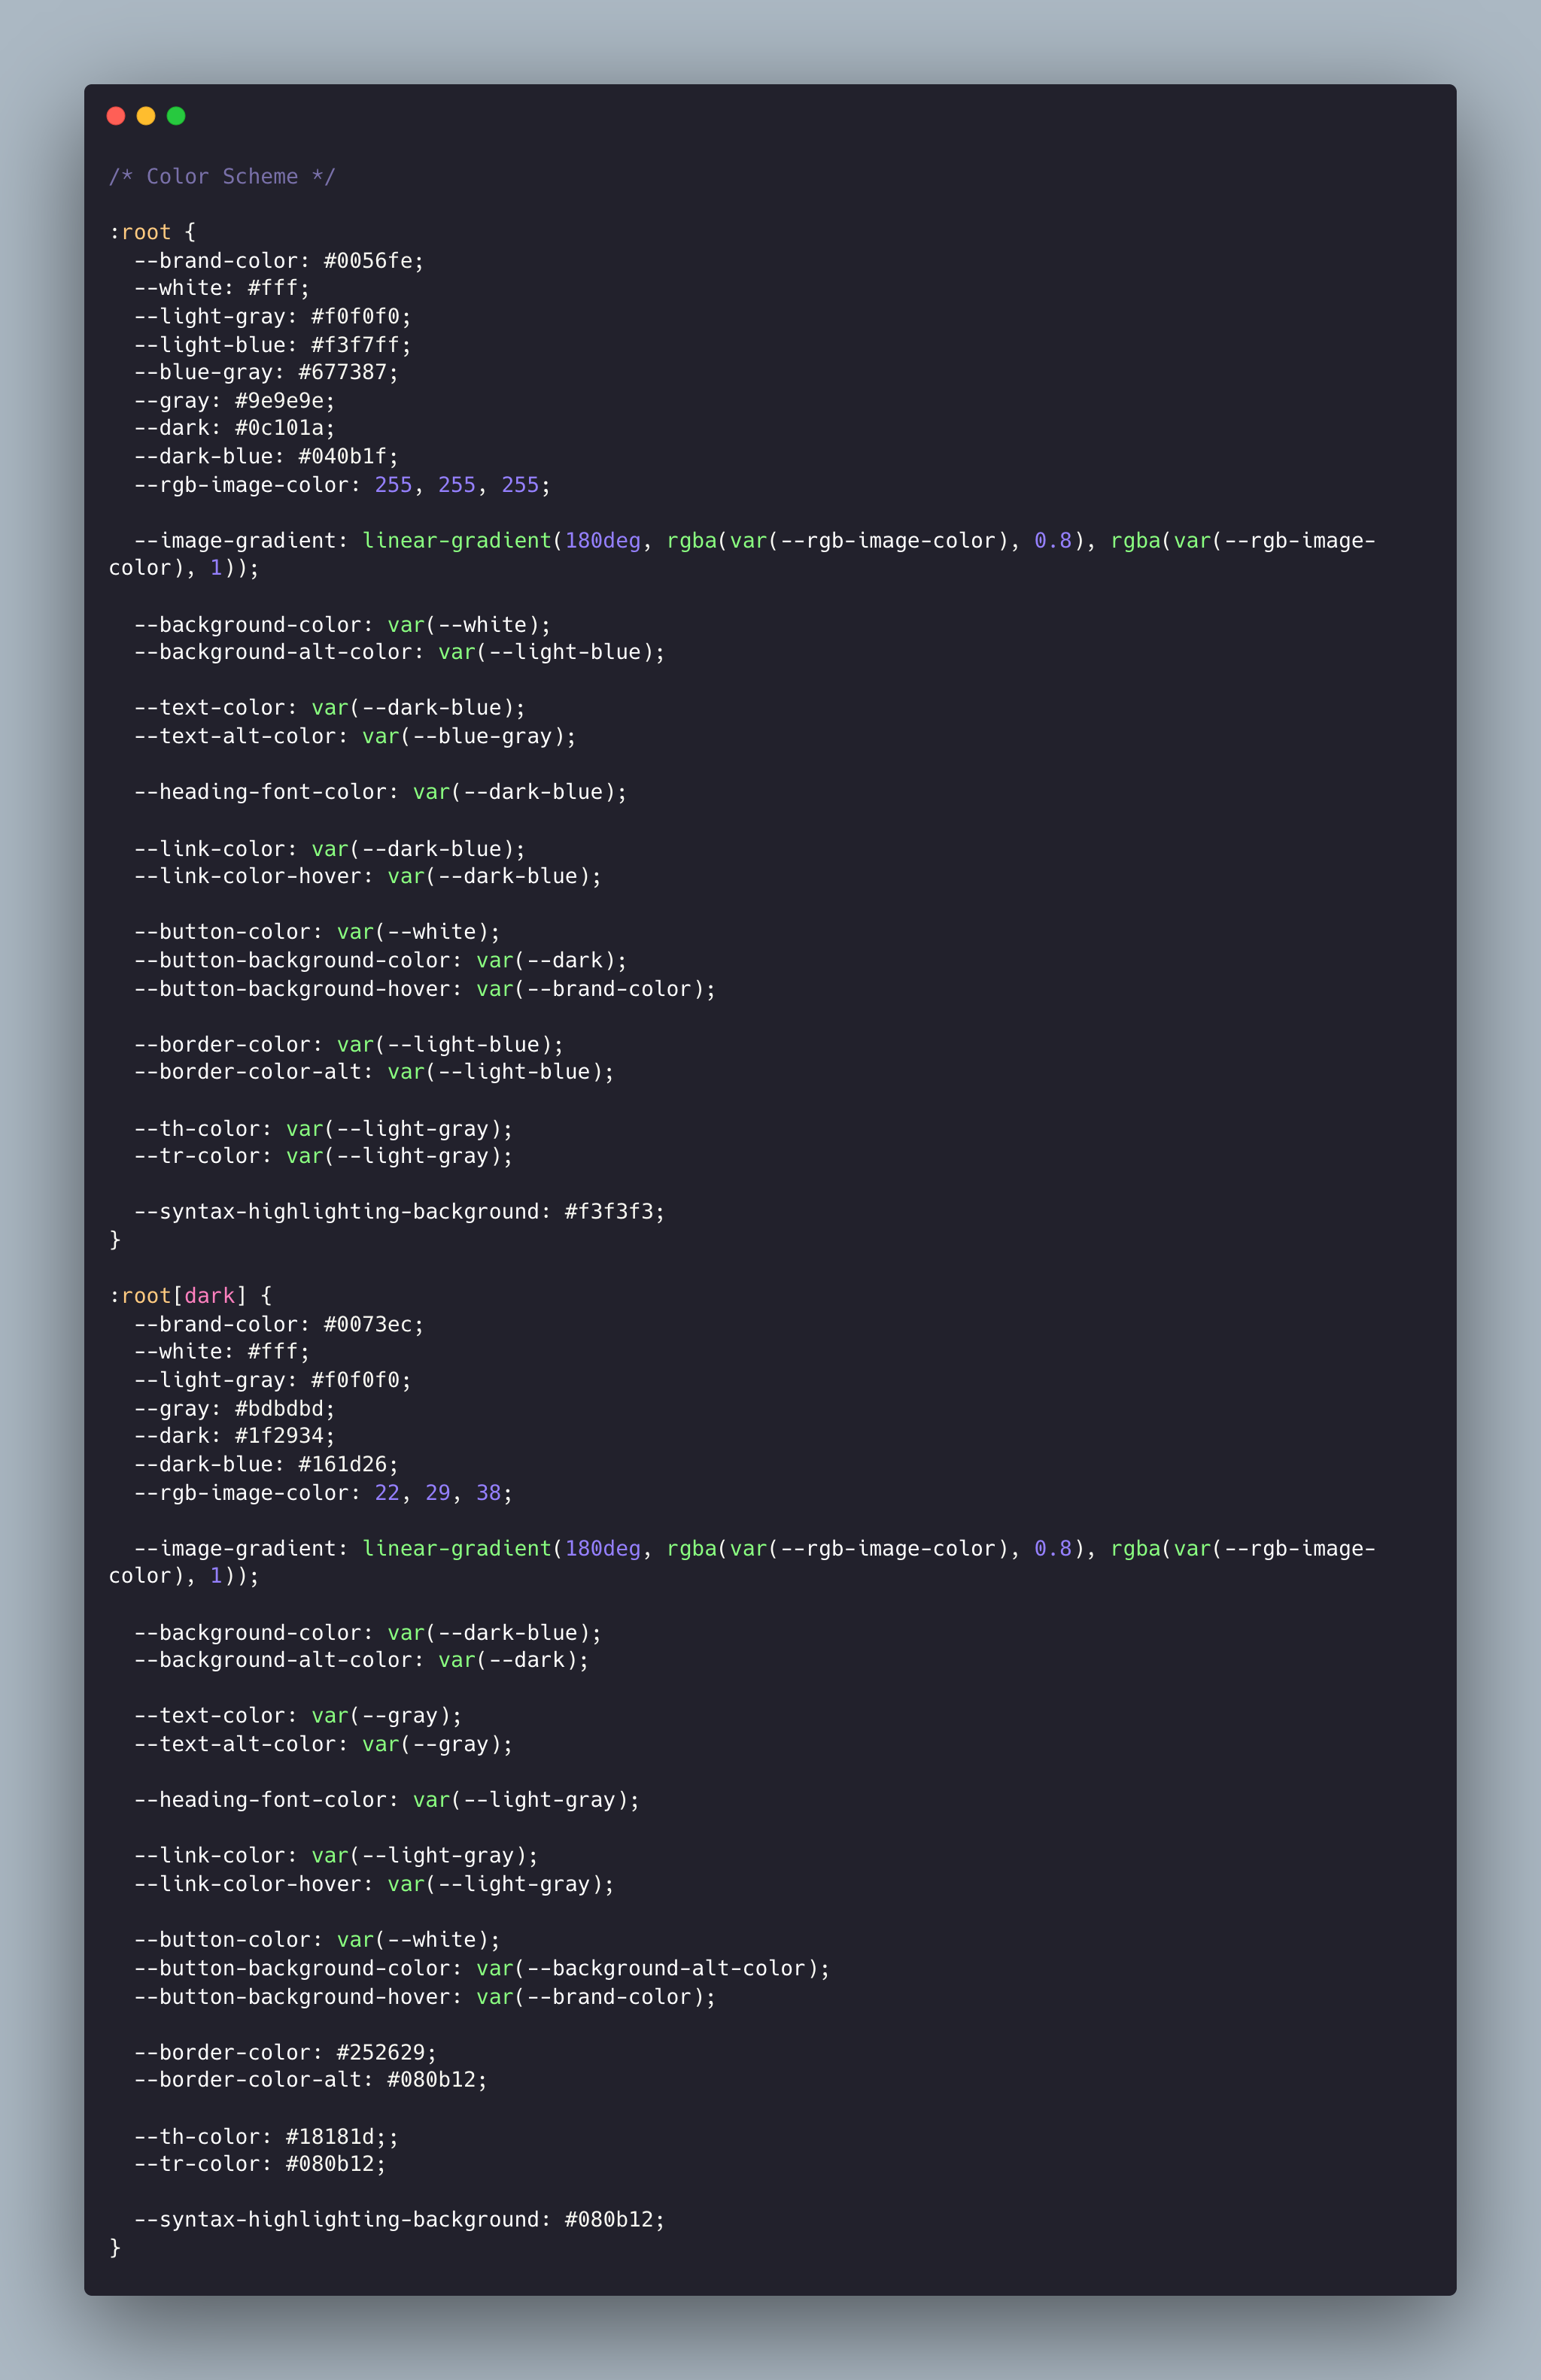 /* Color Scheme */

:root {
  --brand-color: #0056fe;
  --white: #fff;
  --light-gray: #f0f0f0;
  --light-blue: #f3f7ff;
  --blue-gray: #677387;
  --gray: #9e9e9e;
  --dark: #0c101a;
  --dark-blue: #040b1f;
  --rgb-image-color: 255, 255, 255;

  --image-gradient: linear-gradient(180deg, rgba(var(--rgb-image-color), 0.8), rgba(var(--rgb-image-
color), 1));

  --background-color: var(--white);
  --background-alt-color: var(--light-blue);

  --text-color: var(--dark-blue);
  --text-alt-color: var(--blue-gray);

  --heading-font-color: var(--dark-blue);

  --link-color: var(--dark-blue);
  --link-color-hover: var(--dark-blue);

  --button-color: var(--white);
  --button-background-color: var(--dark);
  --button-background-hover: var(--brand-color);

  --border-color: var(--light-blue);
  --border-color-alt: var(--light-blue);

  --th-color: var(--light-gray);
  --tr-color: var(--light-gray);

  --syntax-highlighting-background: #f3f3f3;
}

:root[dark] {
  --brand-color: #0073ec;
  --white: #fff;
  --light-gray: #f0f0f0;
  --gray: #bdbdbd;
  --dark: #1f2934;
  --dark-blue: #161d26;
  --rgb-image-color: 22, 29, 38;

  --image-gradient: linear-gradient(180deg, rgba(var(--rgb-image-color), 0.8), rgba(var(--rgb-image-
color), 1));

  --background-color: var(--dark-blue);
  --background-alt-color: var(--dark);

  --text-color: var(--gray);
  --text-alt-color: var(--gray);

  --heading-font-color: var(--light-gray);

  --link-color: var(--light-gray);
  --link-color-hover: var(--light-gray);

  --button-color: var(--white);
  --button-background-color: var(--background-alt-color);
  --button-background-hover: var(--brand-color);

  --border-color: #252629;
  --border-color-alt: #080b12;

  --th-color: #18181d;;
  --tr-color: #080b12;

  --syntax-highlighting-background: #080b12;
}